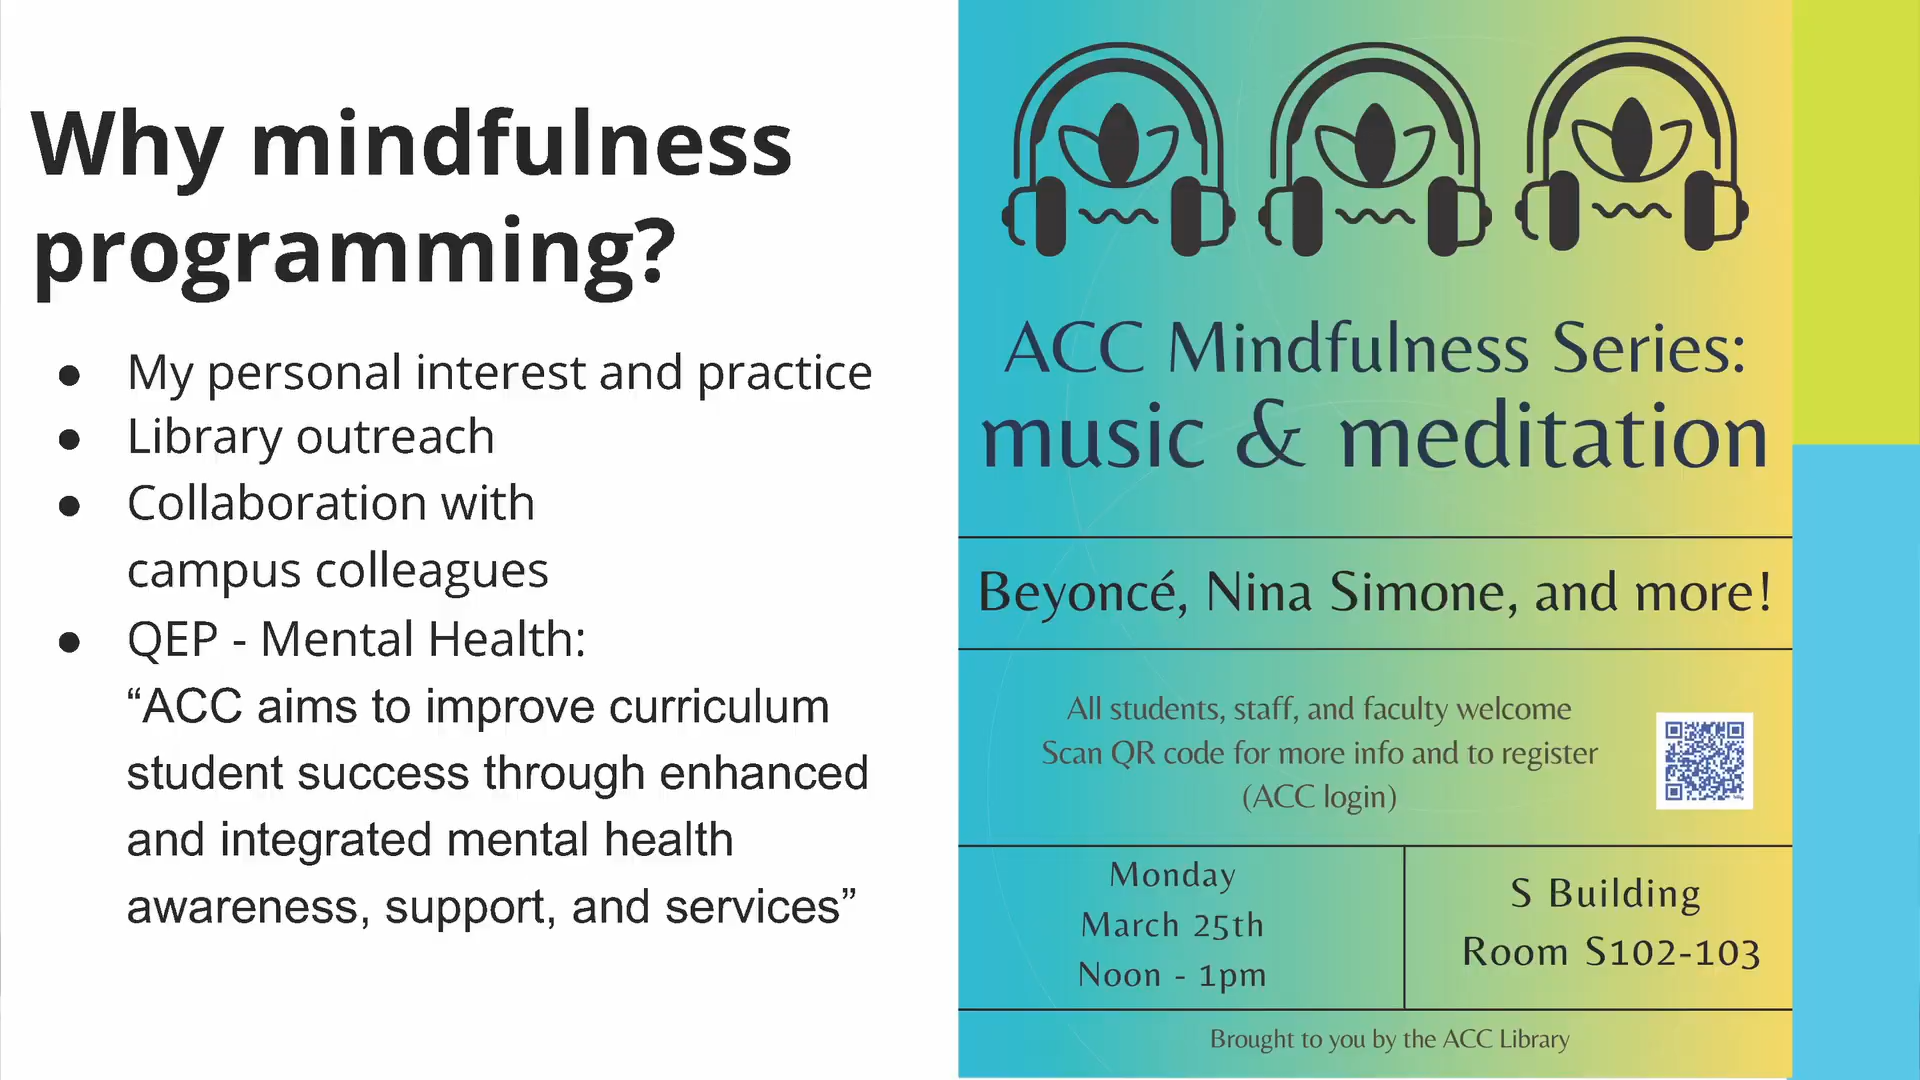 Why mindfulness
programming?
● My personal interest and practice
● Library outreach
● Collaboration with
campus colleagues
● QEP - Mental Health:
“ACC aims to improve curriculum
student success through enhanced
and integrated mental health
awareness, support, and services”
ACC Mindfulness Series:
music & meditation
Beyoncé, Nina Simone, and more!
All students, staff, and faculty welcome
Scan QR code for more info and to register
(ACC login)
Monday
March 25th
Noon - 1pm
S Building
Room S102-103
Brought to you by the ACC Library